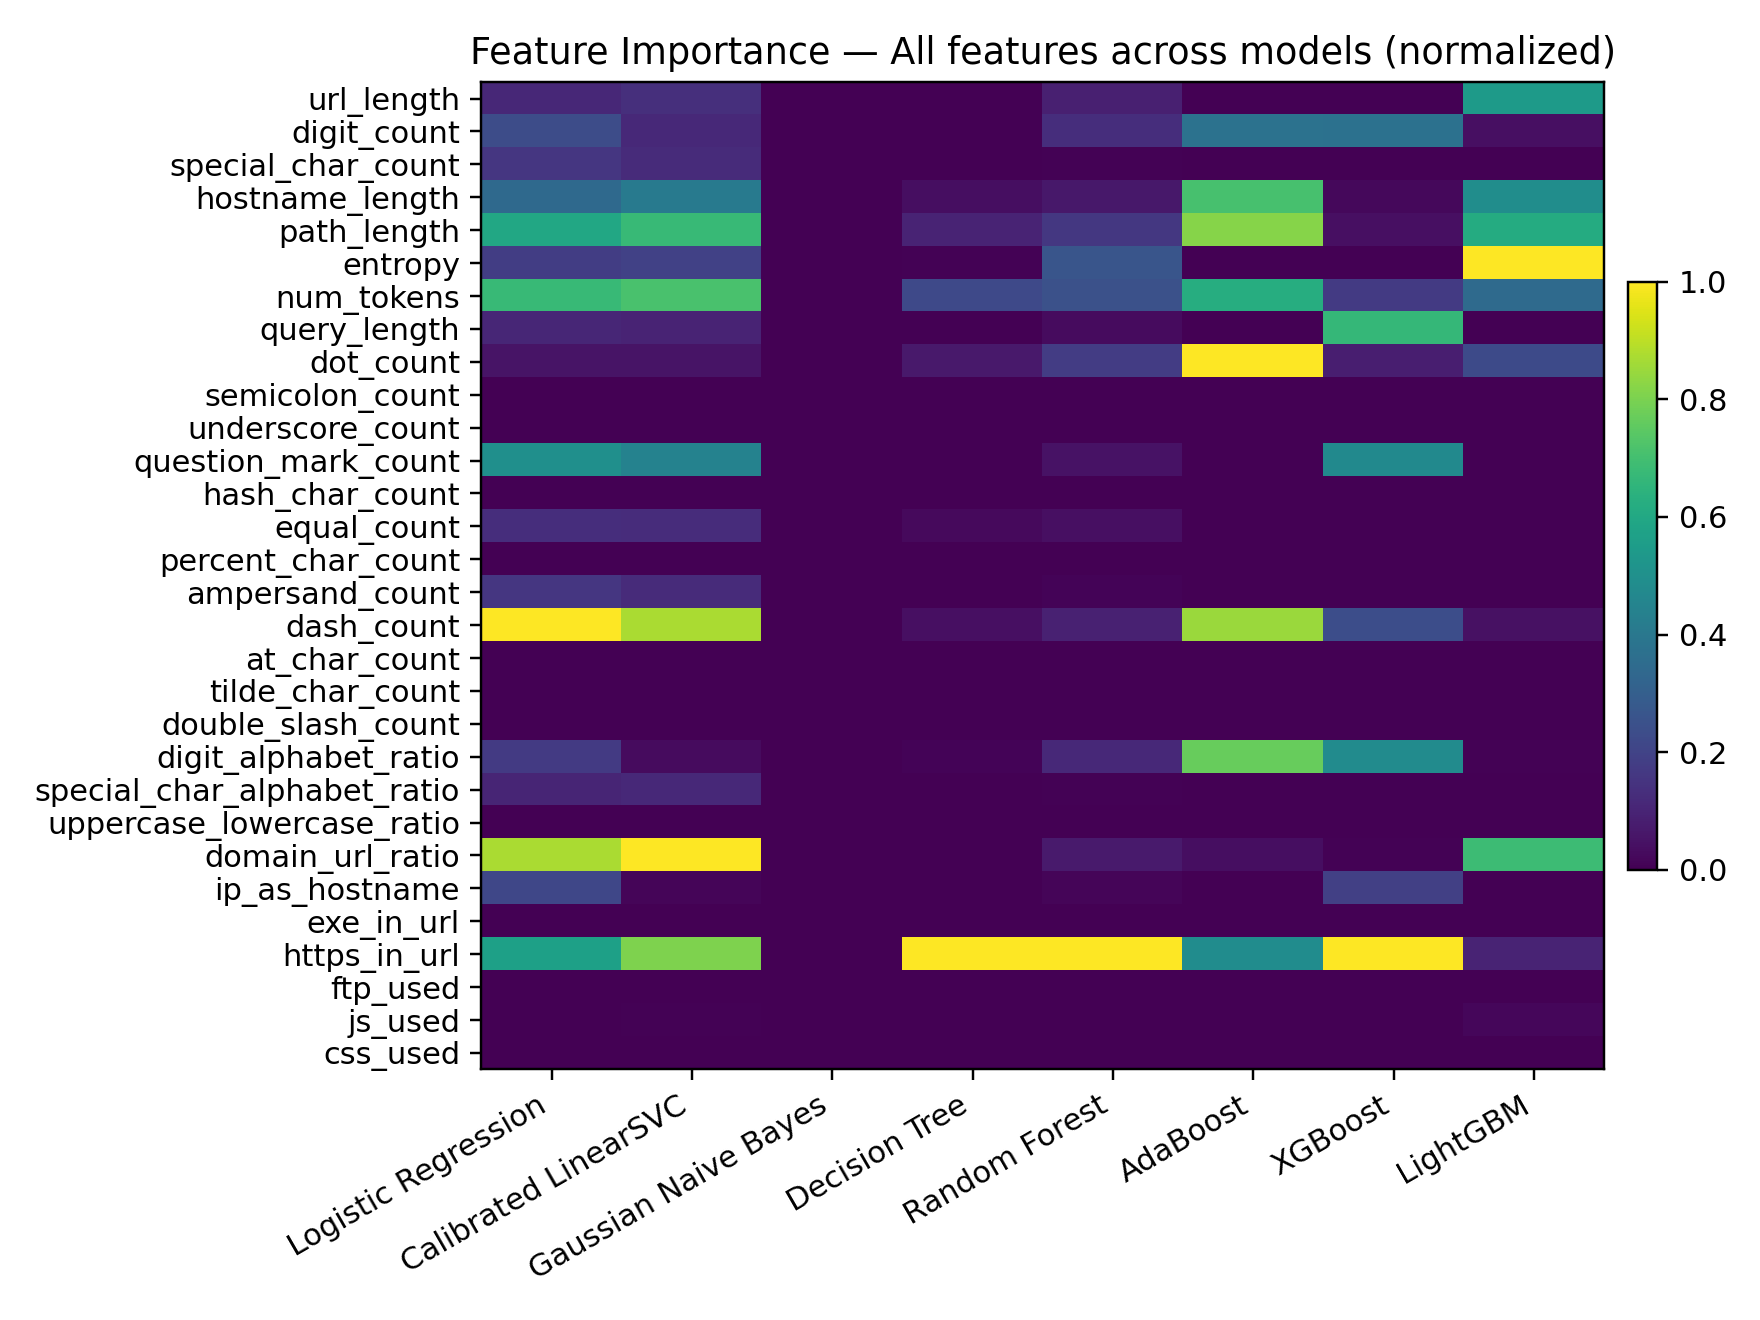 Feature Importance — All features across models (normalized)
url_length
digit_count
special_char_count
hostname_length
path_length
entropy
num_tokens
query_length
dot_count
semicolon_count
underscore_count
question_mark_count
hash_char_count
equal_count
percent_char_count
ampersand_count
dash_count
at_char_count
tilde_char_count
double_slash_count
digit_alphabet_ratio
special_char_alphabet_ratio
uppercase_lowercase_ratio
domain_url_ratio
ip_as_hostname
exe_in_url
https_in_url
ftp_used
js_used
css_used
Logistic Regression
Calibrated LinearSVC
Gaussian Naive Bayes
Decision Tree
Random Forest
AdaBoost
XGBoost
LightGBM
1.0
0.8
0.6
0.4
0.2
0.0